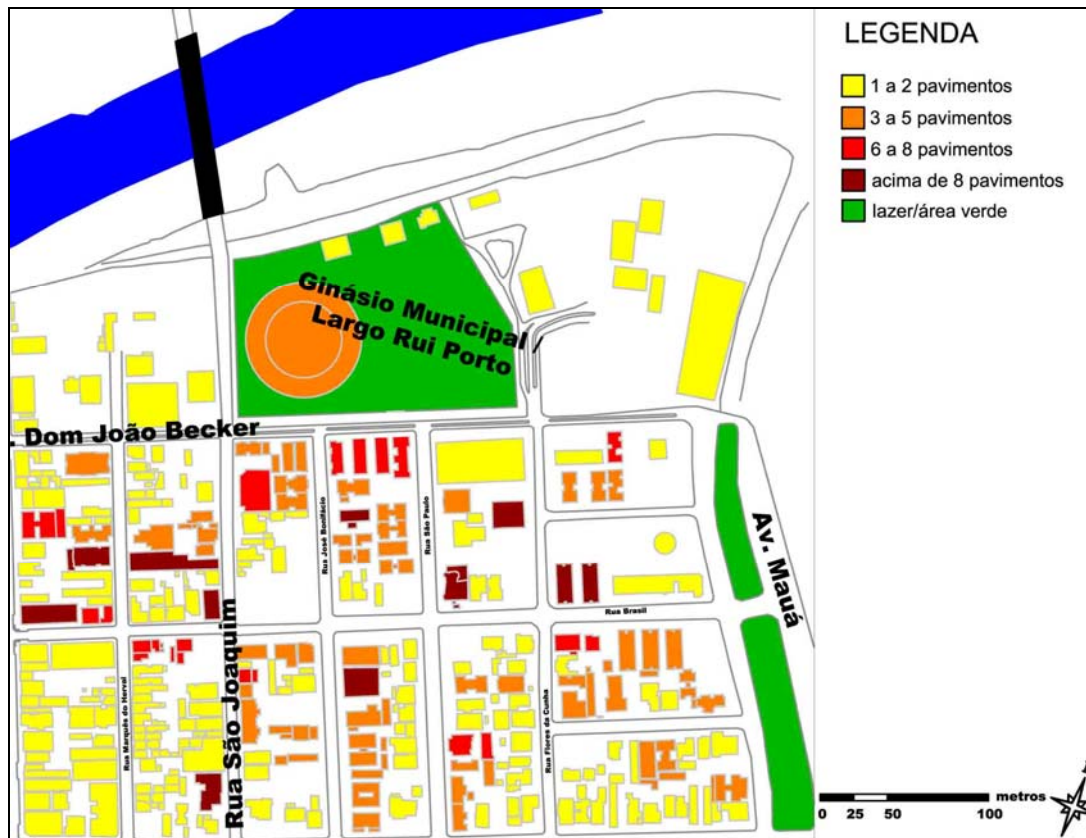 LEGENDA
1 a 2 pavimentos
3 a 5 pavimentos
6 a 8 pavimentos
acima de 8 pavimentos
lazer/área verde
Ginásio Municipal /
Largo Rui Porto
. Dom João Becker
Rua José Bonifácio
Rua São Paulo
Av. Mauá
Rua Brasil
Rua São Joaquim
Rua Marquês do Herval
Rua Flores da Cunha
metros
0 25 50 100